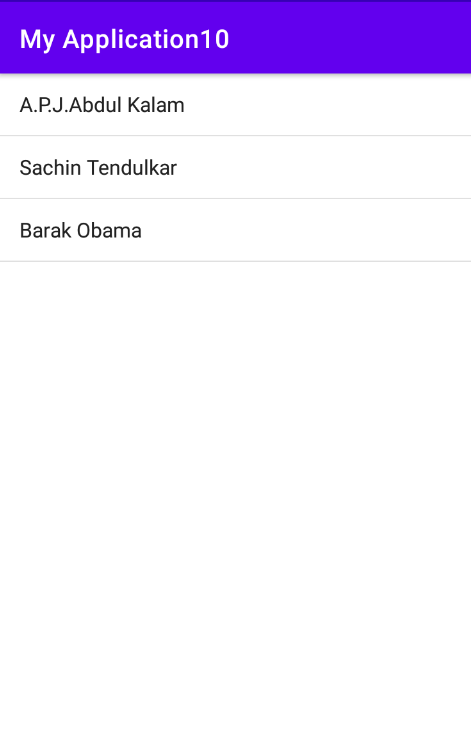 My Application10
A.P.J.Abdul Kalam
Sachin Tendulkar
Barak Obama